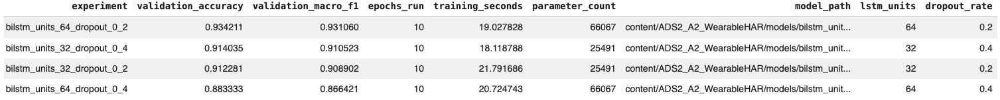 experiment validation_accuracy validation_macro_f1 epochs_run training_seconds parameter_count model_path lstm_units dropout_rate
bilstm_units_64_dropout_0_2 0.934211 0.931060 10 19.027828 66067 content/ADS2_A2_WearableHAR/models/bilstm_unit... 64 0.2
bilstm_units_32_dropout_0_4 0.914035 0.910523 10 18.118788 25491 content/ADS2_A2_WearableHAR/models/bilstm_unit... 32 0.4
bilstm_units_32_dropout_0_2 0.912281 0.908902 10 21.791686 25491 content/ADS2_A2_WearableHAR/models/bilstm_unit... 32 0.2
bilstm_units_64_dropout_0_4 0.883333 0.866421 10 20.724743 66067 content/ADS2_A2_WearableHAR/models/bilstm_unit... 64 0.4